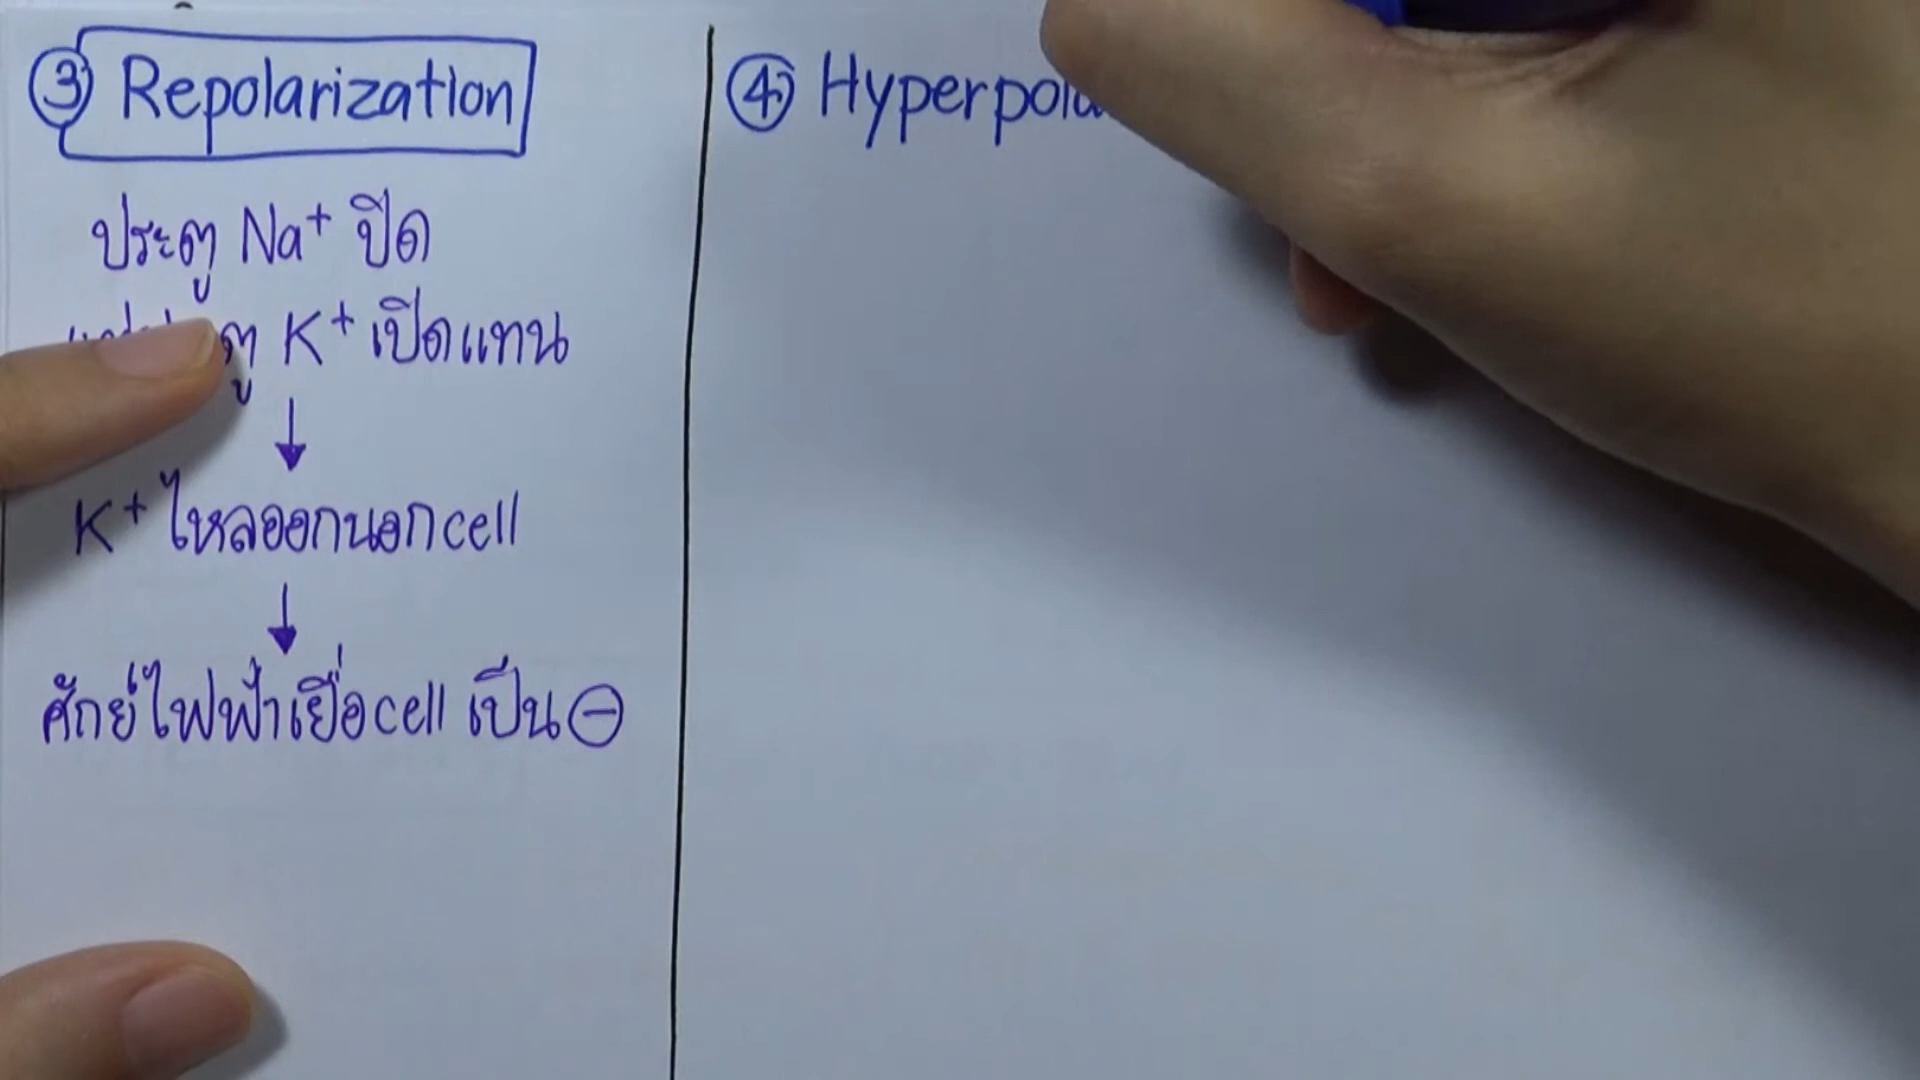 ③ Repolarization
ประตู Na⁺ ปิด
K⁺ เปิดแทน
↓
K⁺ ไหลออกนอก cell
↓
ศักย์ไฟฟ้าเยื่อ cell เป็น ⊖
④ Hyperpola